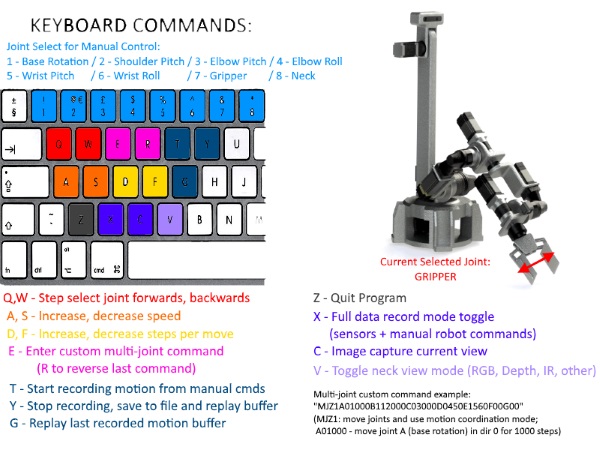 KEYBOARD COMMANDS:
Joint Select for Manual Control:
1 - Base Rotation / 2 - Shoulder Pitch / 3 - Elbow Pitch / 4 - Elbow Roll
5 - Wrist Pitch / 6 - Wrist Roll / 7 - Gripper / 8 - Neck
± §
1 2 3 4 5 6 7 8
Q W E R T Y U
A S D F G H J
Z X C V B N
fn ctrl alt cmd ⌘
Current Selected Joint:
GRIPPER
Q,W - Step select joint forwards, backwards
A, S - Increase, decrease speed
D, F - Increase, decrease steps per move
E - Enter custom multi-joint command
(R to reverse last command)
T - Start recording motion from manual cmds
Y - Stop recording, save to file and replay buffer
G - Replay last recorded motion buffer
Z - Quit Program
X - Full data record mode toggle
(sensors + manual robot commands)
C - Image capture current view
V - Toggle neck view mode (RGB, Depth, IR, other)
Multi-joint custom command example:
"MJZ1A01000B112000C03000D0450E1560F00G00"
(MJZ1: move joints and use motion coordination mode;
A01000 - move joint A (base rotation) in dir 0 for 1000 steps)